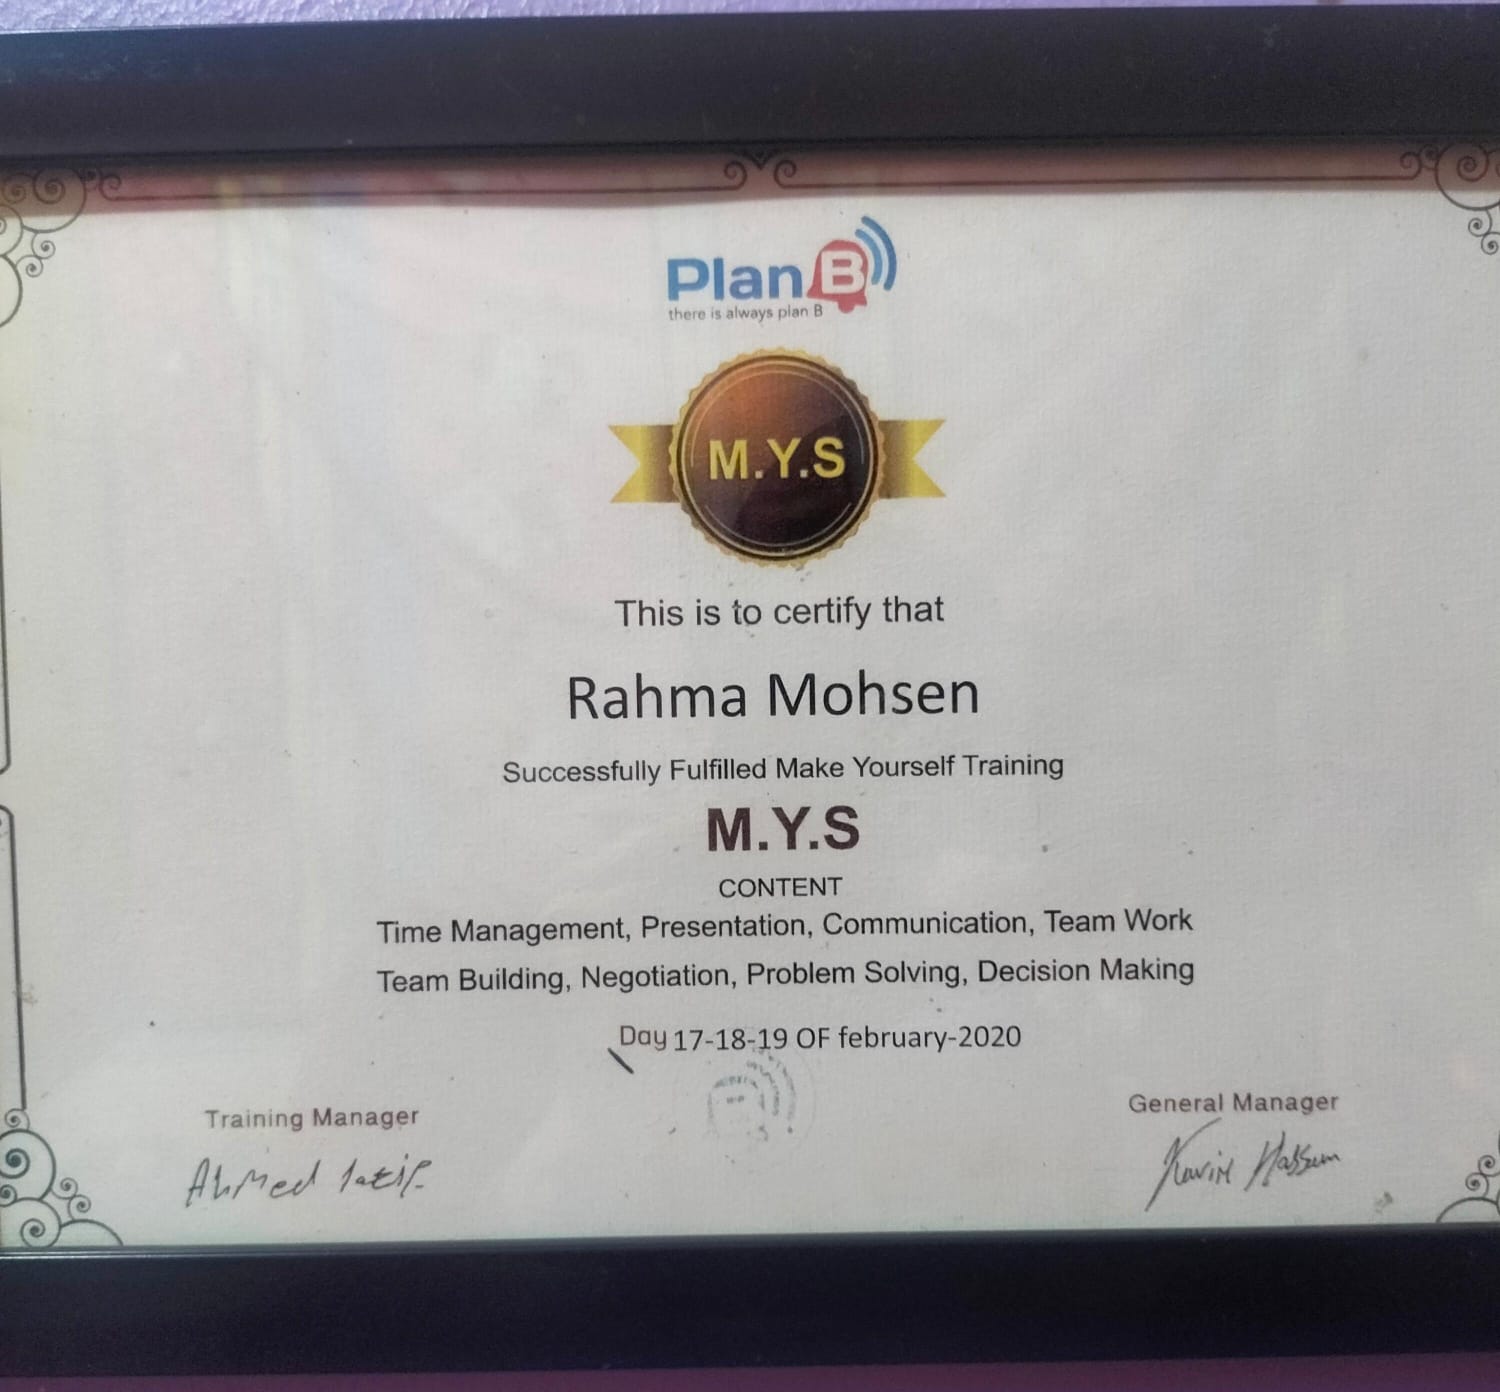 Plan B
there is always plan B
M.Y.S
This is to certify that
Rahma Mohsen
Successfully Fulfilled Make Yourself Training
M.Y.S
CONTENT
Time Management, Presentation, Communication, Team Work
Team Building, Negotiation, Problem Solving, Decision Making
Day 17-18-19 OF february-2020
Training Manager
General Manager
Ahmed